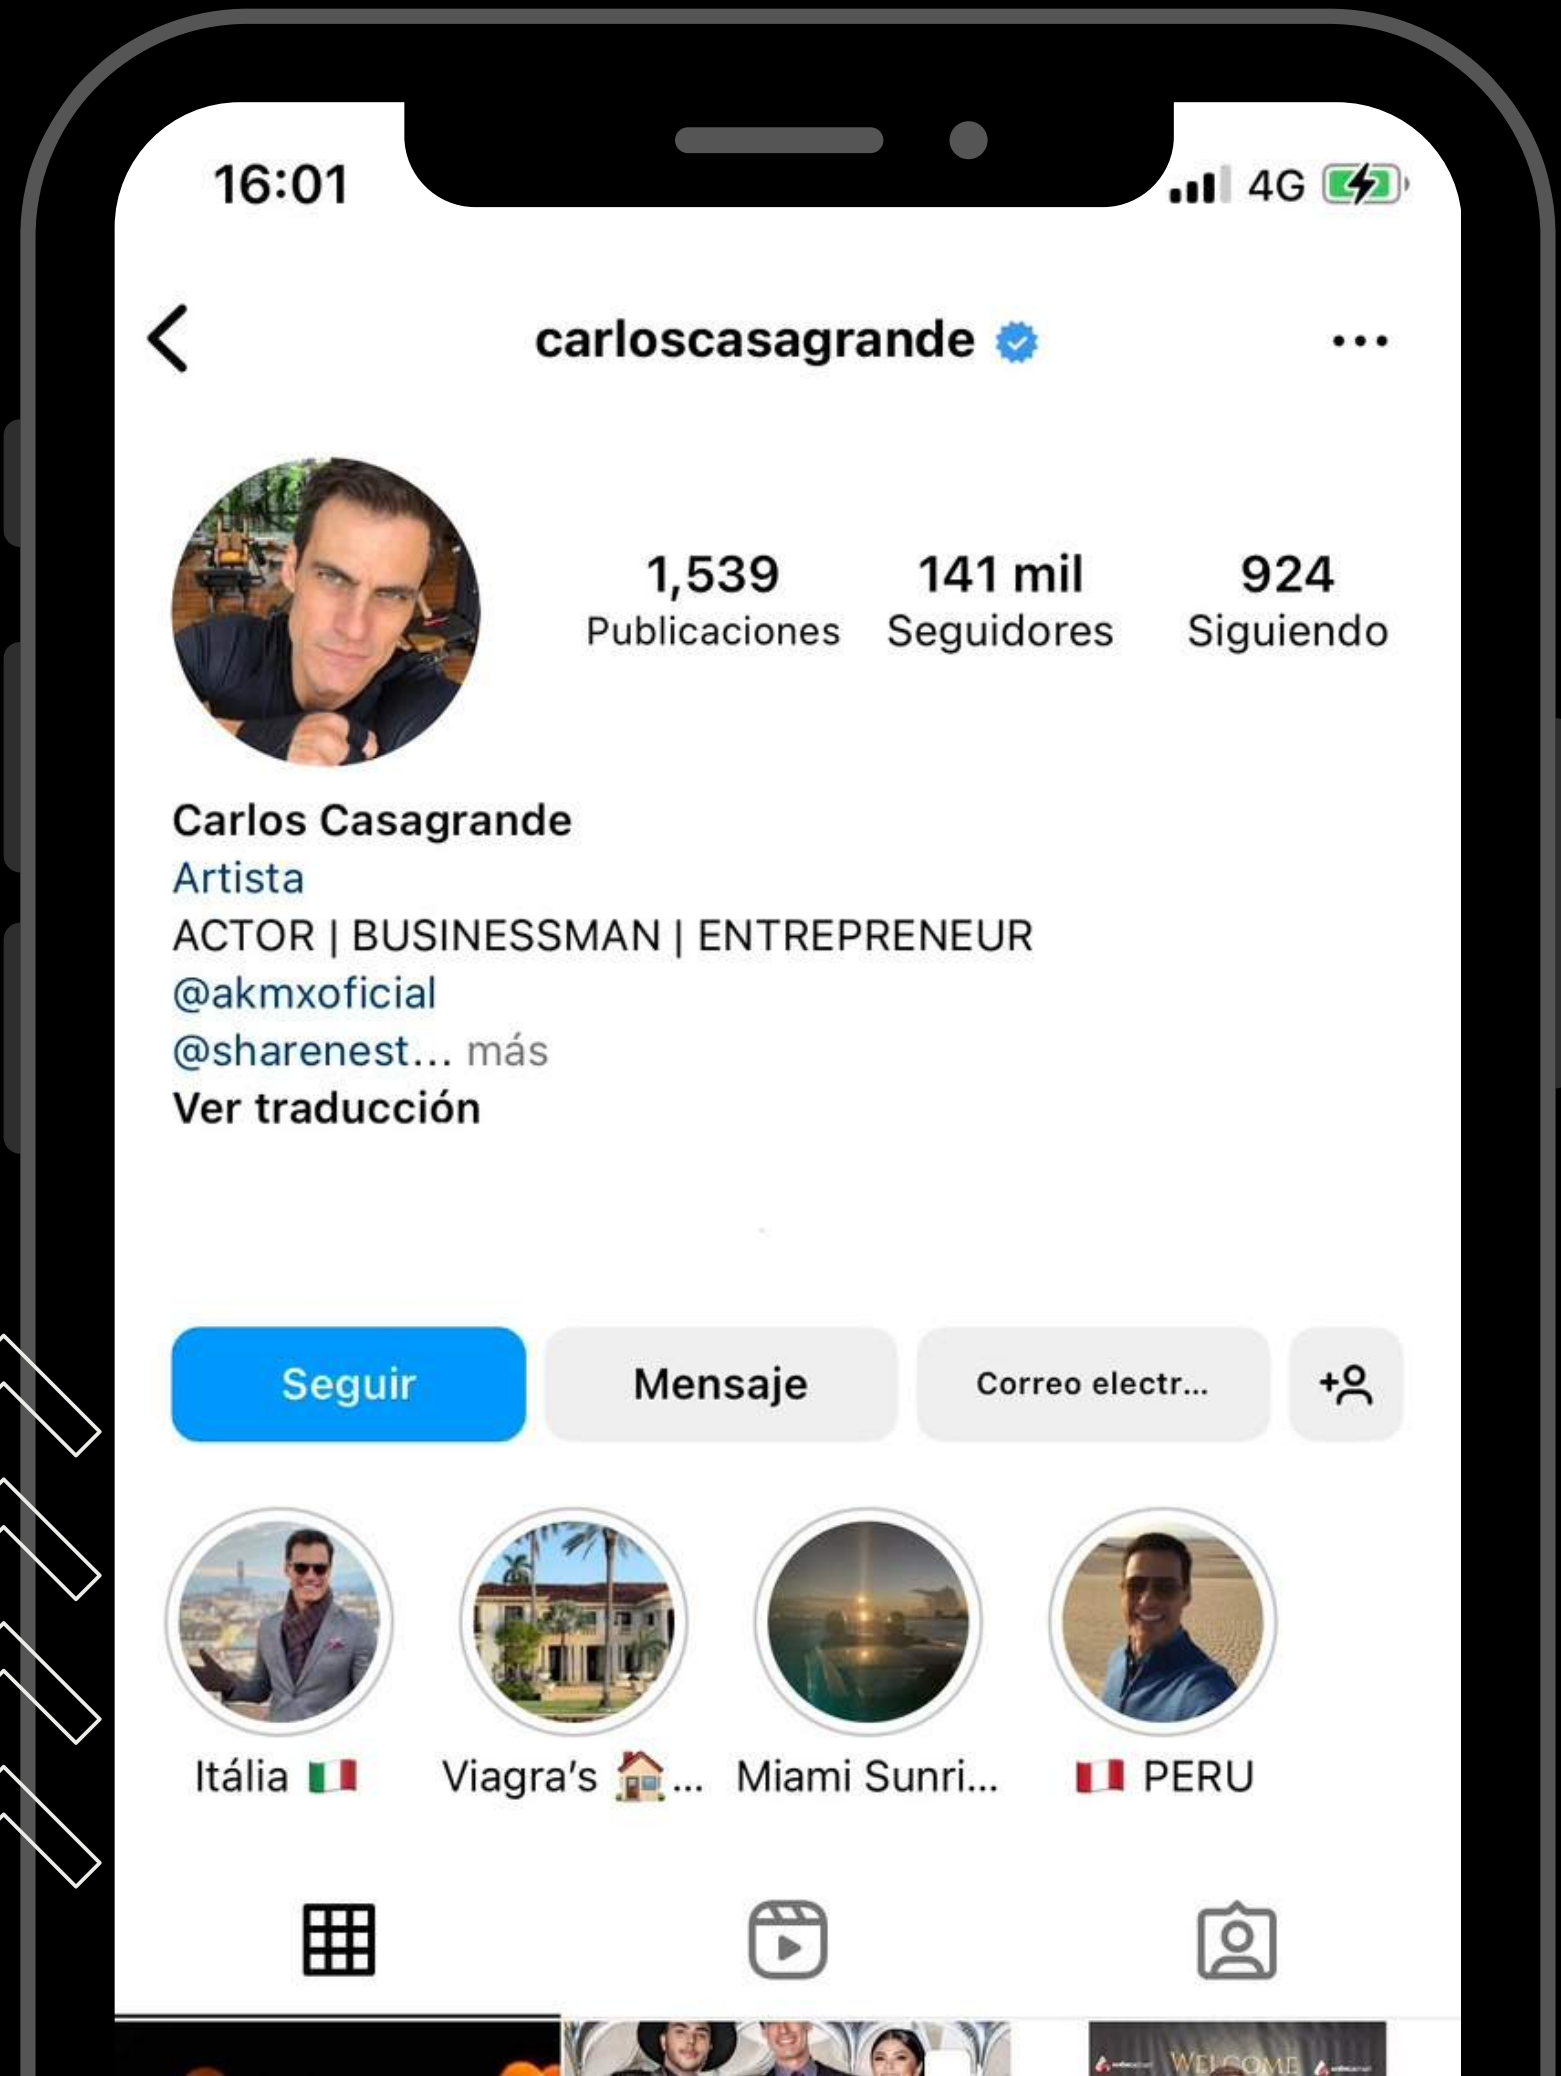 16:01
4G
carloscasagrande
1,539
141 mil
924
Publicaciones
Seguidores
Siguiendo
Carlos Casagrande
Artista
ACTOR | BUSINESSMAN | ENTREPRENEUR
@akmxoficial
@sharenest... más
Ver traducción
Seguir
Mensaje
Correo electr...
Itália 🇮🇹
Viagra’s 🏠...
Miami Sunri...
🇵🇪 PERU
WELCOME